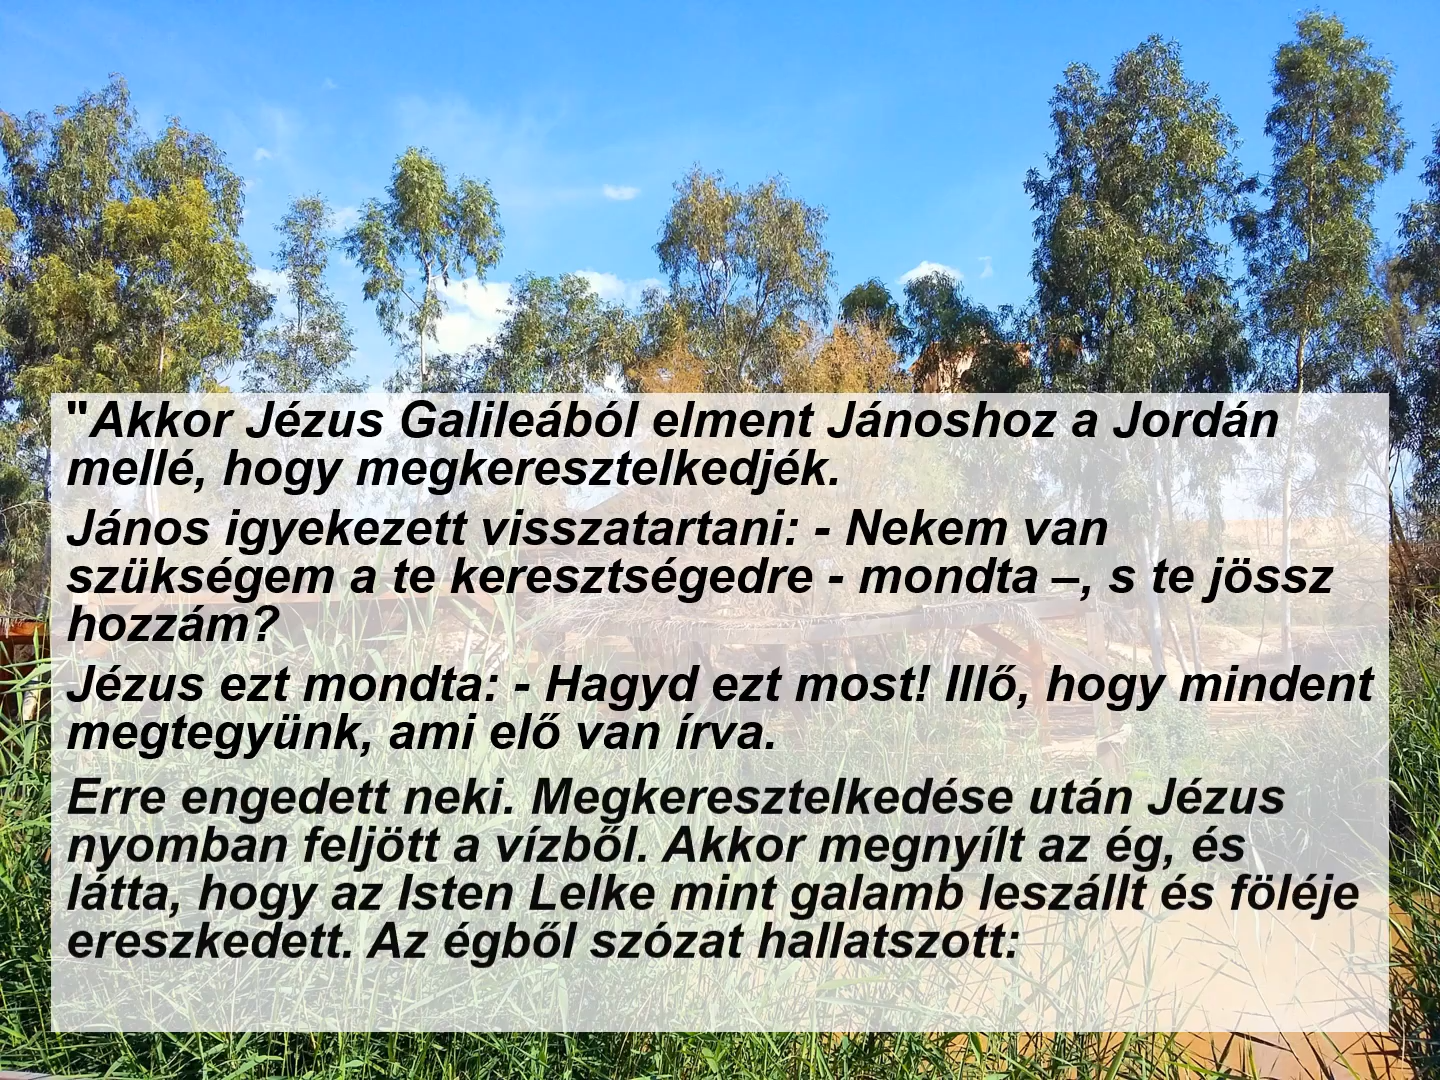 "Akkor Jézus Galileából elment Jánoshoz a Jordán
mellé, hogy megkeresztelkedjék.
János igyekezett visszatartani: - Nekem van
szükségem a te keresztségedre - mondta –, s te jössz
hozzám?
Jézus ezt mondta: - Hagyd ezt most! Illő, hogy mindent
megtegyünk, ami elő van írva.
Erre engedett neki. Megkeresztelkedése után Jézus
nyomban feljött a vízből. Akkor megnyílt az ég, és
látta, hogy az Isten Lelke mint galamb leszállt és föléje
ereszkedett. Az égből szózat hallatszott: